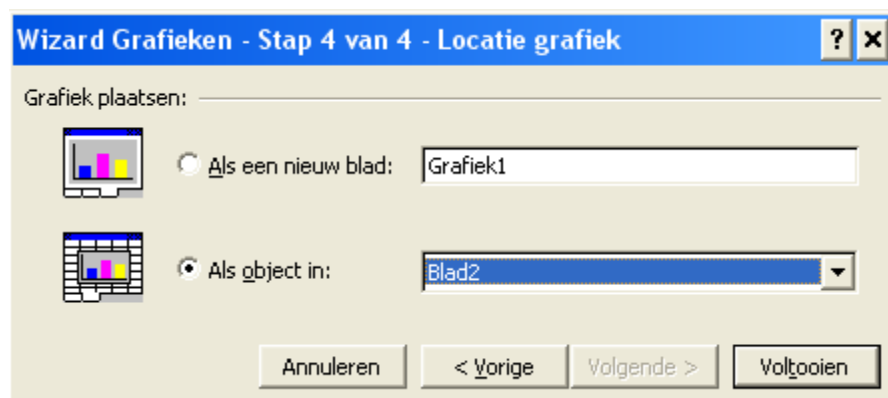 Wizard Grafieken - Stap 4 van 4 - Locatie grafiek
Grafiek plaatsen:
Als een nieuw blad: Grafiek1
Als object in: Blad2
Annuleren < Vorige Volgende > Voltooien